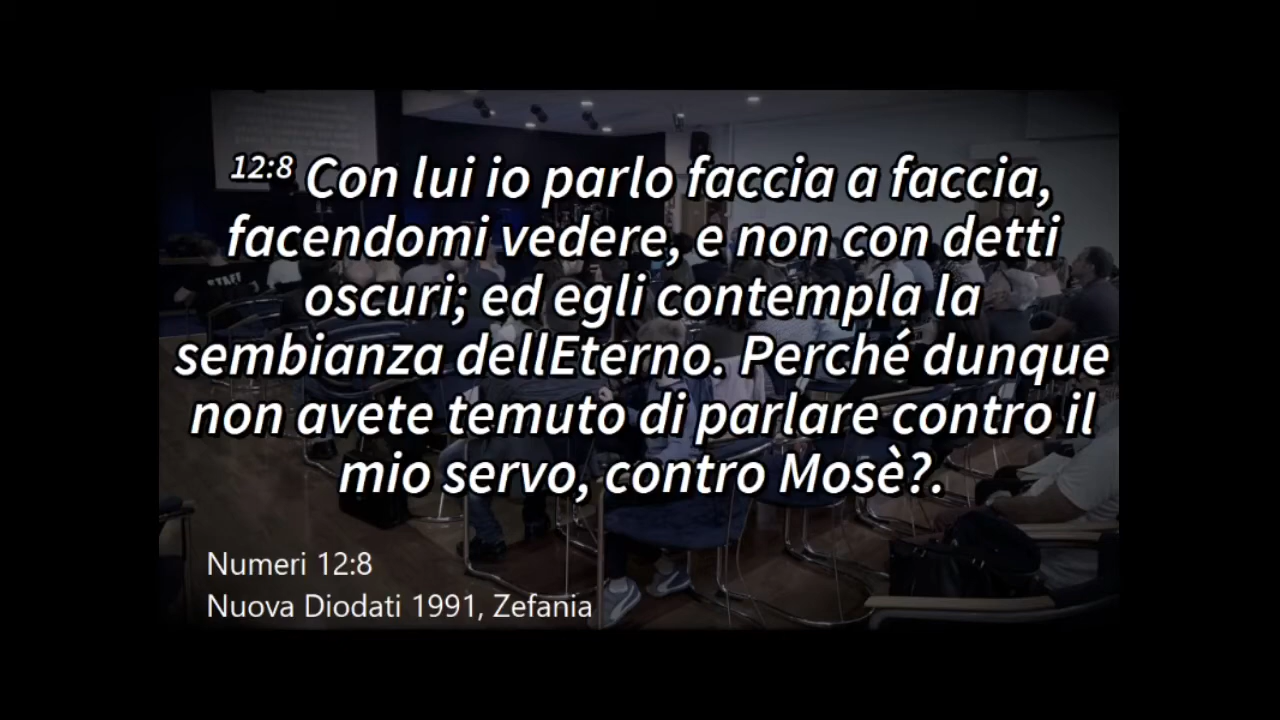 12:8 Con lui io parlo faccia a faccia,
facendomi vedere, e non con detti
oscuri; ed egli contempla la
sembianza dellEterno. Perché dunque
non avete temuto di parlare contro il
mio servo, contro Mosè?.
STAFF
Numeri 12:8
Nuova Diodati 1991, Zefania